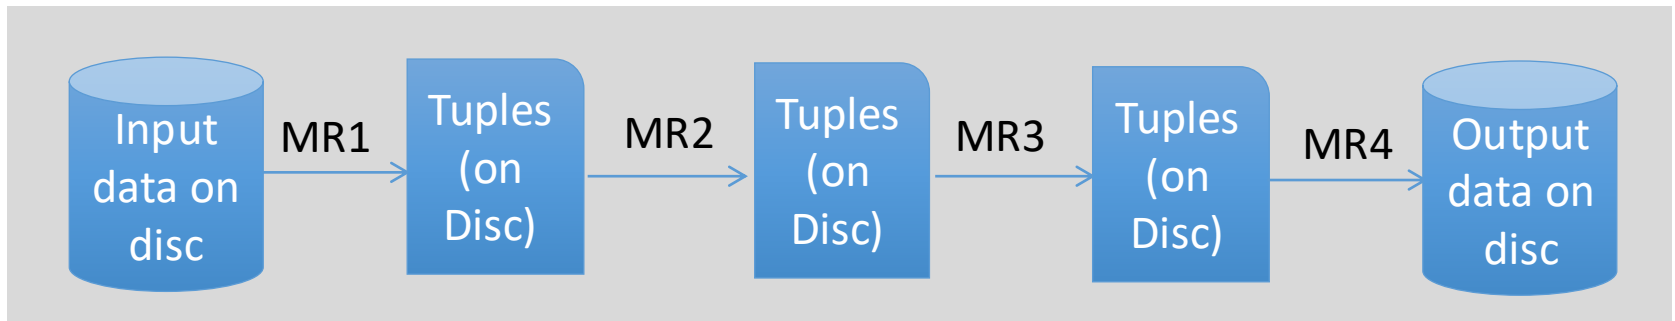 Input
data on
disc
MR1
Tuples
(on
Disc)
MR2
Tuples
(on
Disc)
MR3
Tuples
(on
Disc)
MR4
Output
data on
disc